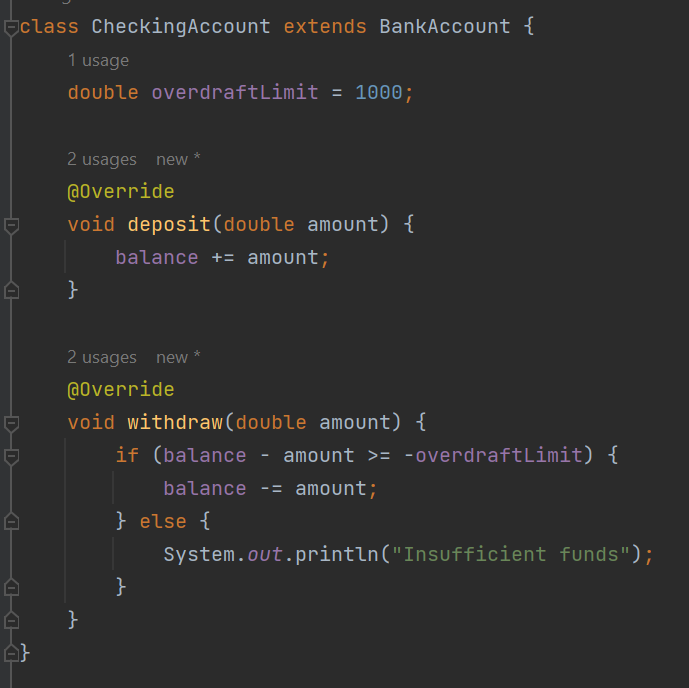 class CheckingAccount extends BankAccount {
1 usage
double overdraftLimit = 1000;
2 usages new *
@Override
void deposit(double amount) {
balance += amount;
}
2 usages new *
@Override
void withdraw(double amount) {
if (balance - amount >= -overdraftLimit) {
balance -= amount;
} else {
System.out.println("Insufficient funds");
}
}
}